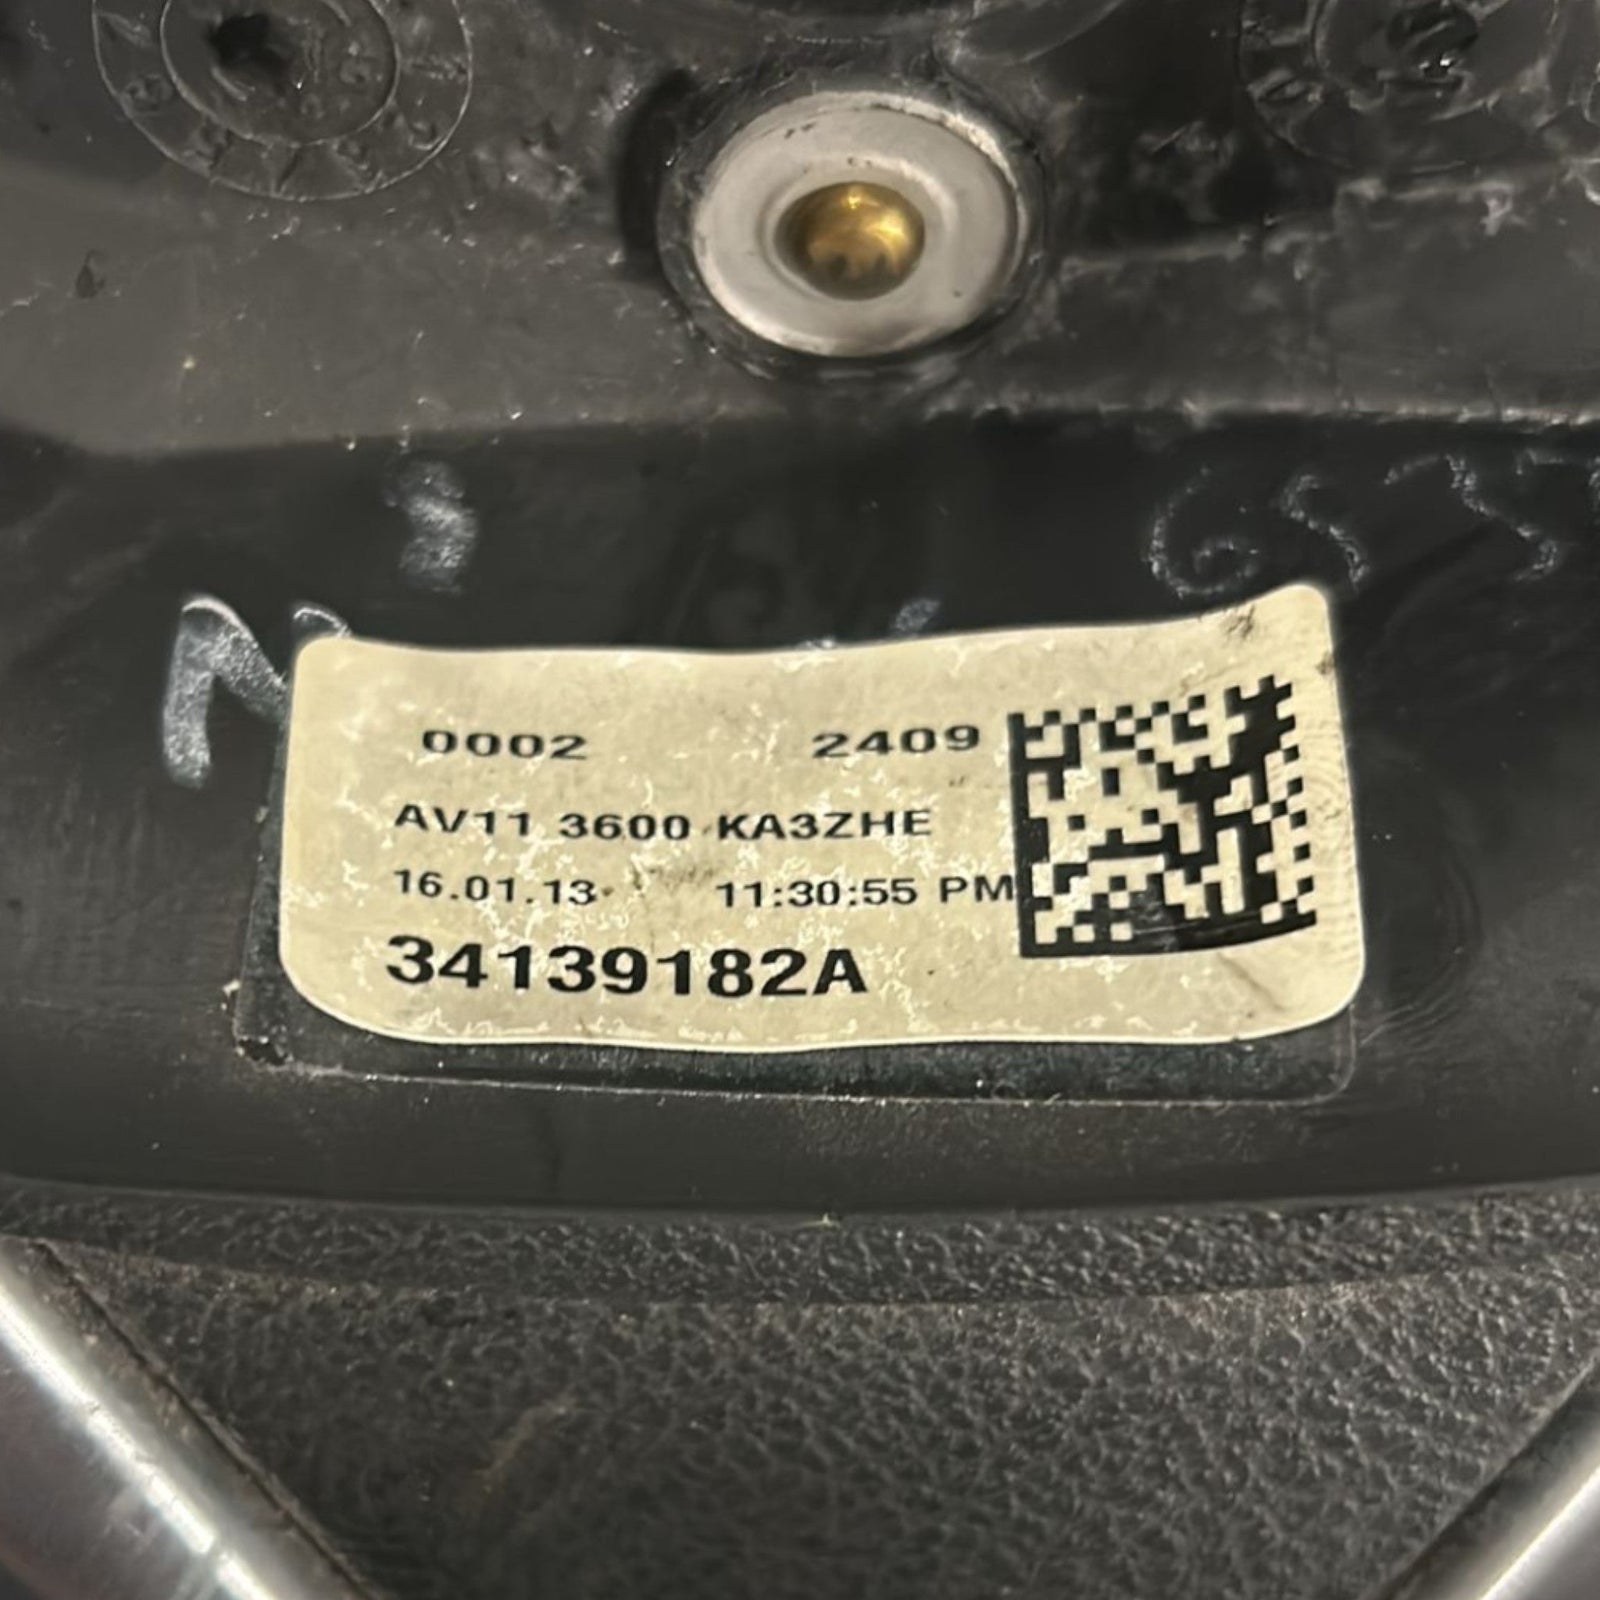 0002 2409
AV11 3600 KA3ZHE
16.01.13 11:30:55 PM
34139182A